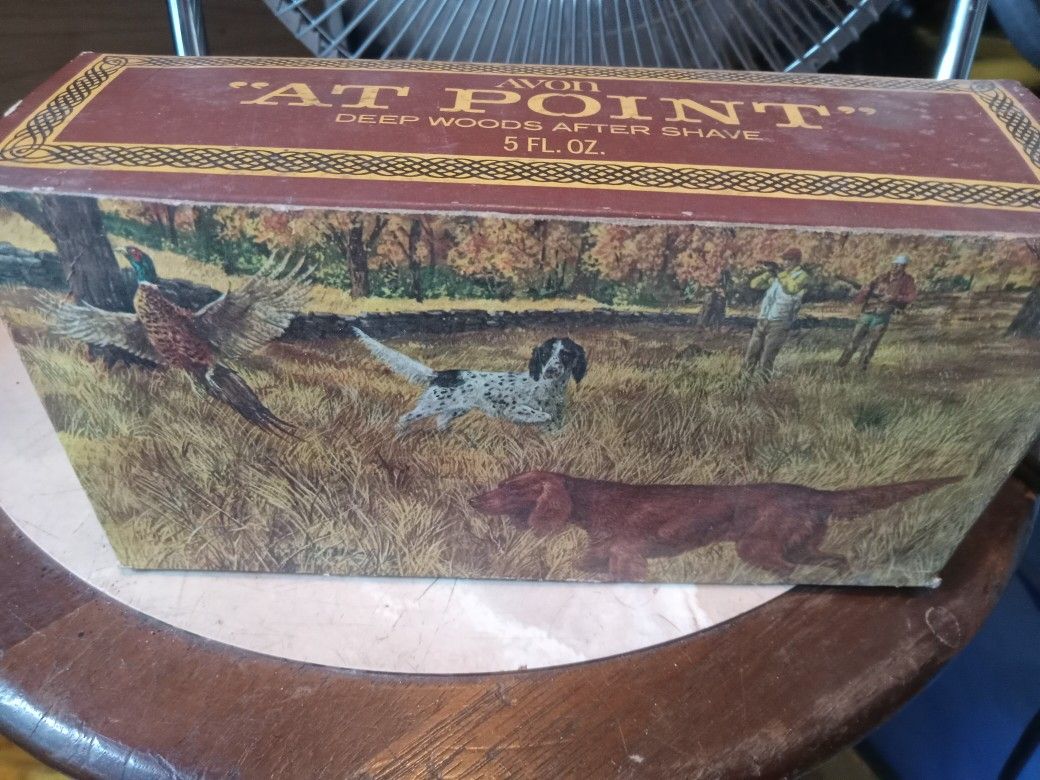 AVON
"AT POINT"
DEEP WOODS AFTER SHAVE
5 FL. OZ.